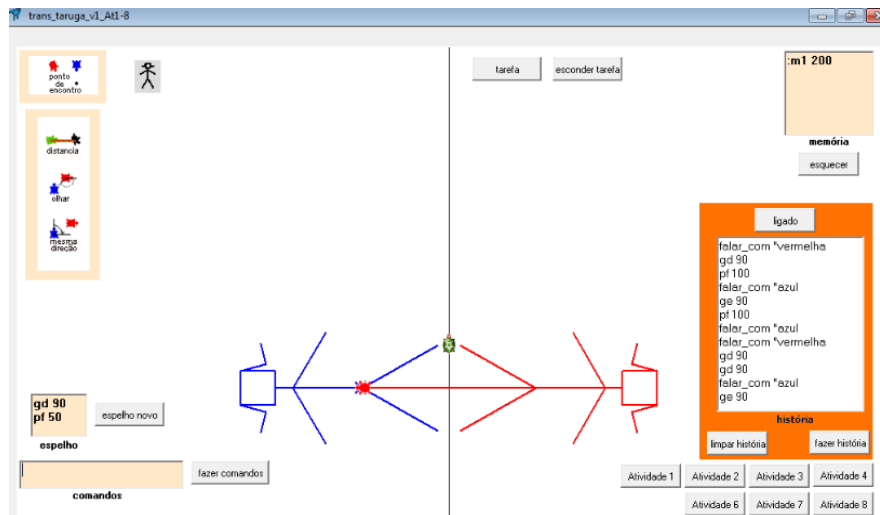 trans_taruga_v1_At1-8
ponto
de
encontro
distancia
olhar
mesma
direção
gd 90
pf 50
espelho novo
espelho
fazer comandos
comandos
tarefa
esconder tarefa
:m1 200
memória
esquecer
ligado
falar_com "vermelha
gd 90
pf 100
falar_com "azul
ge 90
pf 100
falar_com "azul
falar_com "vermelha
gd 90
gd 90
falar_com "azul
ge 90
história
limpar história
fazer história
Atividade 1
Atividade 2
Atividade 3
Atividade 4
Atividade 6
Atividade 7
Atividade 8